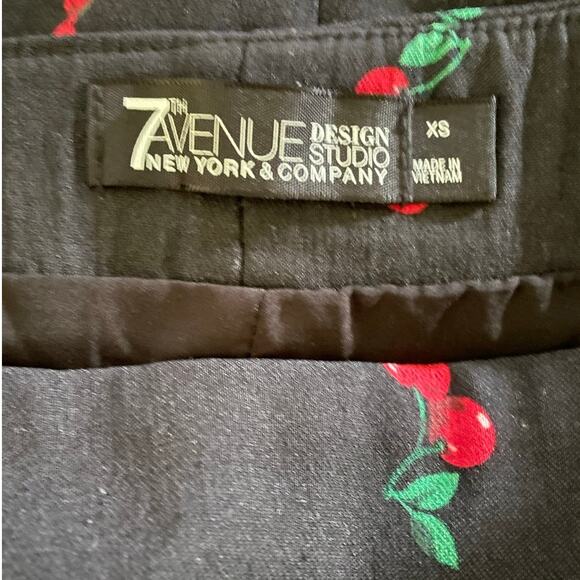 7TH AVENUE DESIGN STUDIO
NEW YORK & COMPANY
XS
MADE IN
VIETNAM